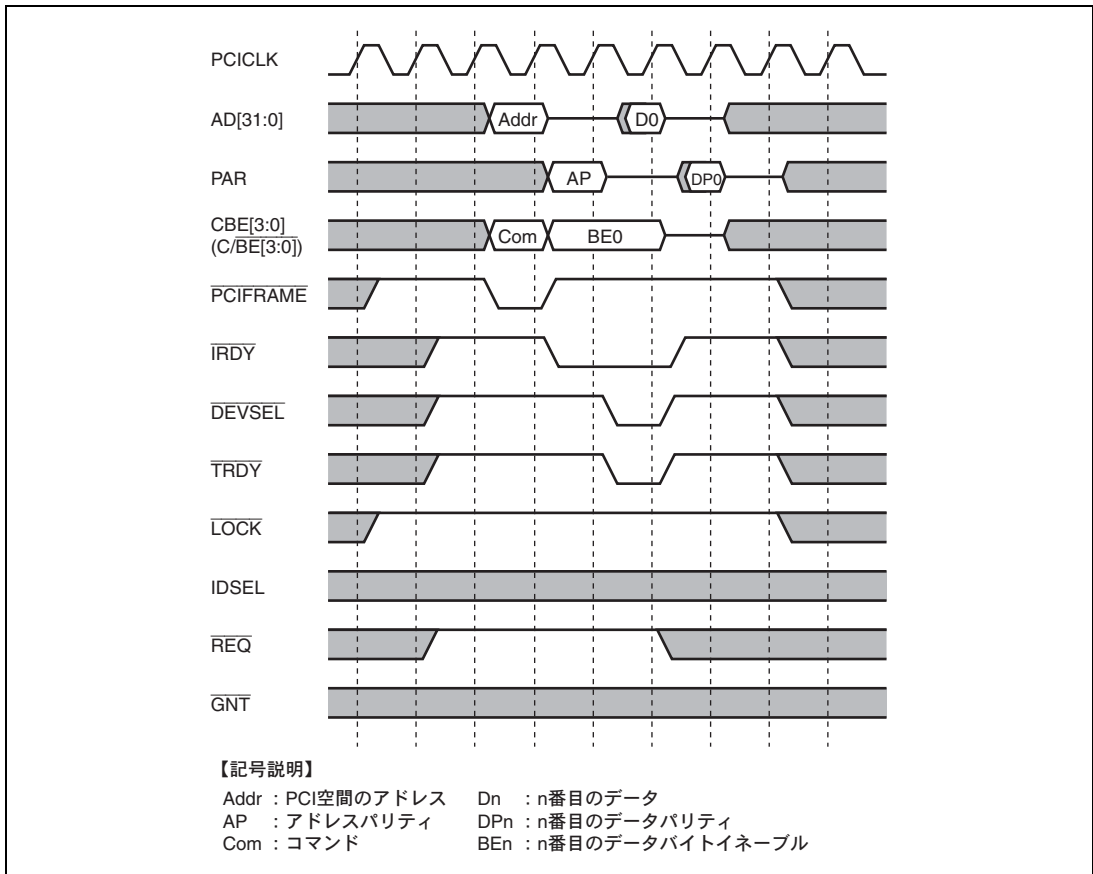 PCICLK
AD[31:0] Addr D0
PAR AP DP0
CBE[3:0]
(C/BE[3:0]) Com BE0
PCIFRAME
IRDY
DEVSEL
TRDY
LOCK
IDSEL
REQ
GNT
【記号説明】
Addr : PCI空間のアドレス Dn : n番目のデータ
AP : アドレスパリティ DPn : n番目のデータパリティ
Com : コマンド BEn : n番目のデータバイトイネーブル